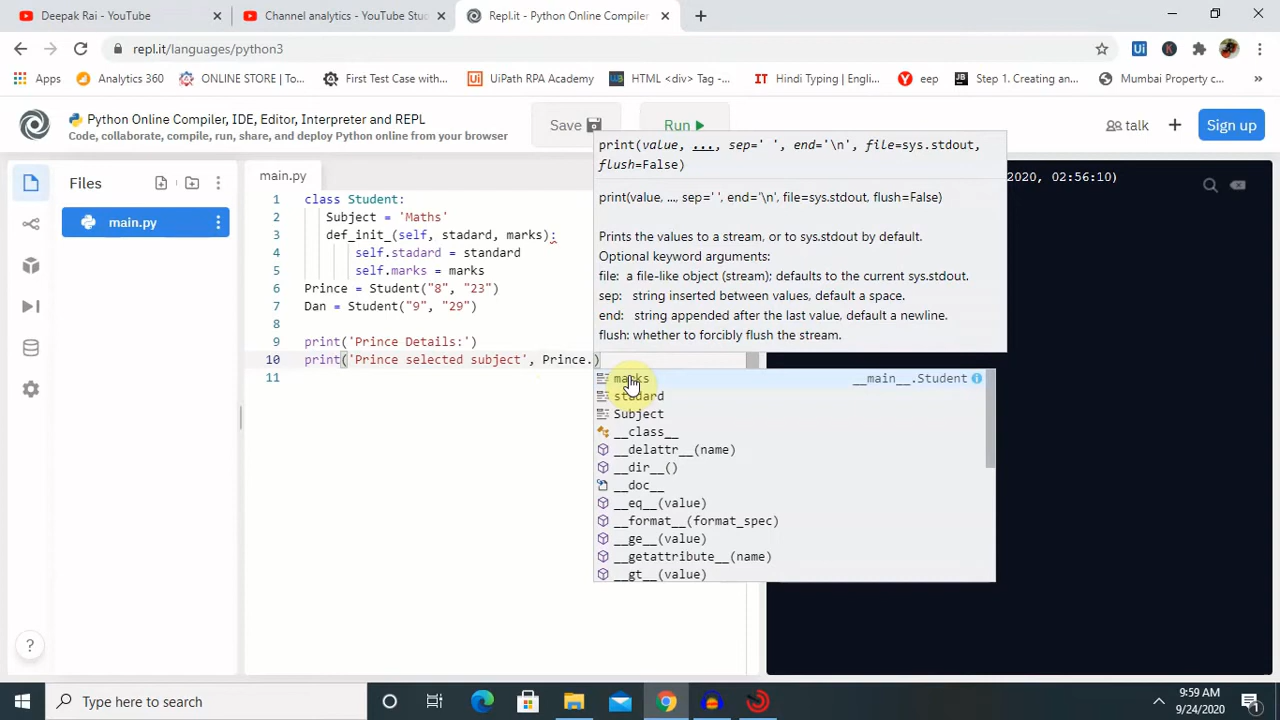 Deepak Rai - YouTube
Channel analytics - YouTube Studio
Repl.it - Python Online Compiler
repl.it/languages/python3
Apps
Analytics 360
ONLINE STORE | To...
First Test Case with...
UiPath RPA Academy
HTML <div> Tag -...
Hindi Typing | Engli...
eep
Step 1. Creating an...
Mumbai Property c...
Python Online Compiler, IDE, Editor, Interpreter and REPL
Code, collaborate, compile, run, share, and deploy Python online from your browser
Save
Run
talk
Sign up
Files
main.py
main.py
1 class Student:
2 Subject = 'Maths'
3 def_init_(self, stadard, marks):
4 self.stadard = standard
5 self.marks = marks
6 Prince = Student("8", "23")
7 Dan = Student("9", "29")
8
9 print('Prince Details:')
10 print('Prince selected subject', Prince.)
11
print(value, ..., sep=' ', end='\n', file=sys.stdout,
flush=False)
print(value, ..., sep=' ', end='\n', file=sys.stdout, flush=False)
Prints the values to a stream, or to sys.stdout by default.
Optional keyword arguments:
file: a file-like object (stream); defaults to the current sys.stdout.
sep: string inserted between values, default a space.
end: string appended after the last value, default a newline.
flush: whether to forcibly flush the stream.
marks __main__.Student
stadard
Subject
__class__
__delattr__(name)
__dir__()
__doc__
__eq__(value)
__format__(format_spec)
__ge__(value)
__getattribute__(name)
__gt__(value)
2020, 02:56:10)
?
Type here to search
9:59 AM
9/24/2020
1